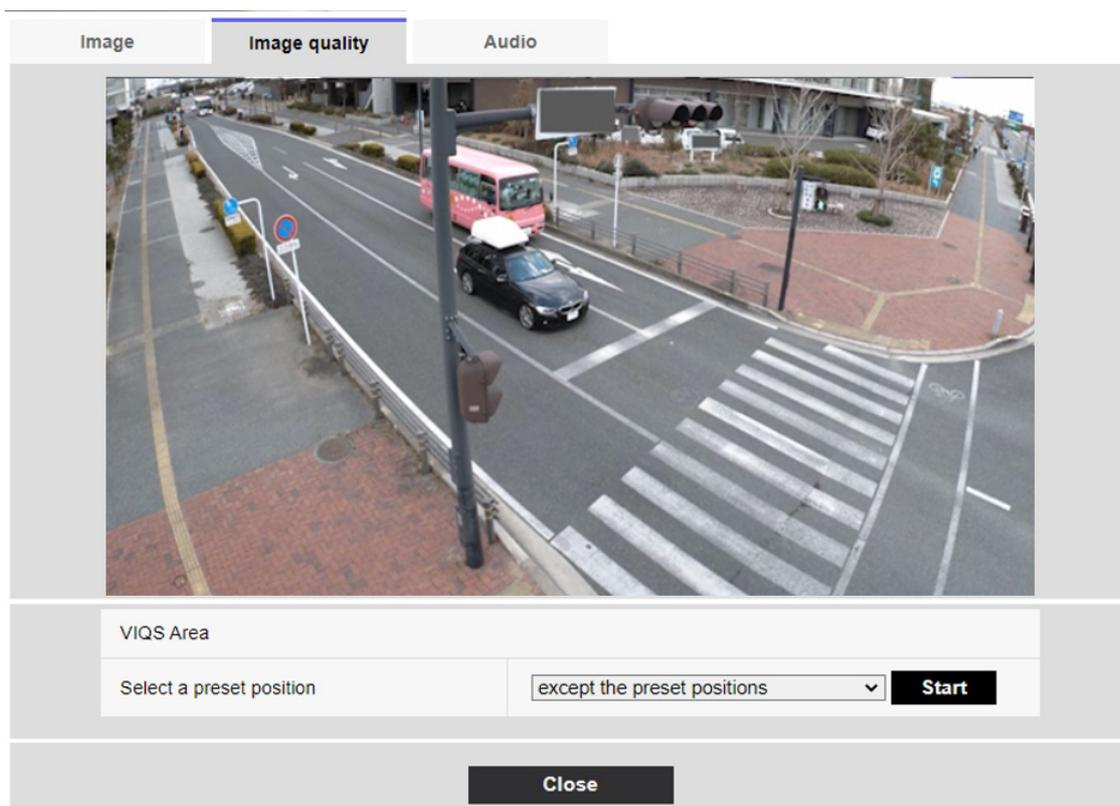 Image
Image quality
Audio
VIQS Area
Select a preset position
except the preset positions
Start
Close